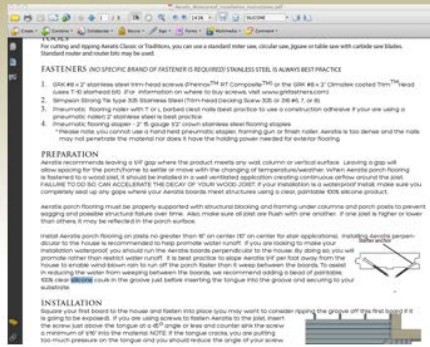 Aeratis_Waterproof_Installation_Instructions.pdf
1 / 3
141%
SILICONE
Create
Combine
Collaborate
Secure
Sign
Forms
Multimedia
Comment
TOOLS
For cutting and ripping Aeratis Classic or Traditions, you can use a standard miter saw, circular saw, jigsaw or table saw with carbide saw blades.
Standard router and router bits may be used.
FASTENERS (NO SPECIFIC BRAND OF FASTENER IS REQUIRED) STAINLESS STEEL IS ALWAYS BEST PRACTICE
1. GRK #8 x 2" stainless steel trim head screws (Fheinox™ RT Composite™) or the GRK #8 x 2" Climatek coated Trim™Head
(uses T-10 starhead bit). (For information on where to buy screws, visit www.grkfasteners.com)
2. Simpson Strong Tie type 305 Stainless Steel (Trim-head Decking Screw 305 or 316 #6, 7, or 8).
3. Pneumatic flooring nailer with T or L barbed cleat nails (best practice to use a construction adhesive if you are using a
pneumatic nailer) 2" stainless steel is best practice.
4. Pneumatic flooring stapler - 2" 15 gauge 1/2" crown stainless steel flooring staples
*Please note, you cannot use a hand held pneumatic stapler, framing gun or finish nailer. Aeratis is too dense and the nails
may not penetrate the material nor does it have the holding power needed for exterior flooring.
PREPARATION
Aeratis recommends leaving a 1/4" gap where the product meets any wall column or vertical surface. Leaving a gap will
allow spacing for the porch/home to settle or move with the changing of temperature/weather. When Aeratis porch flooring
is fastened to a wood joist, it should be installed in a well ventilated application creating continuous airflow around the joist.
FAILURE TO DO SO, CAN ACCELERATE THE DECAY OF YOUR WOOD JOIST. If your installation is a waterproof install, make sure you
completely seal any gaps where your Aeratis boards meet structures using a clear, paintable 100% silicone product.
Aeratis porch flooring must be properly supported with structural blocking and framing under columns and porch posts to prevent
sagging and possible structural failure over time. Also, make sure all joist are flush with one another. If one joist is higher or lower
than others, it may be reflected in the porch surface.
Install Aeratis porch flooring on joists no greater than 16" on center (10" on center for stair applications). Installing Aeratis perpen-
dicular to the house is recommended to help promote water runoff. If you are looking to make your
installation waterproof you should run the Aeratis boards perpendicular to the house. By doing so, you will
promote rather than restrict water runoff. It is best practice to slope Aeratis 1/4" per foot away from the
house to enable wind-blown rain to run off the porch faster than it weep between the boards. To assist
in reducing the water from weeping between the boards, we recommend adding a bead of paintable,
100% clear silicone caulk in the groove just before inserting the tongue into the groove and securing to your
substrate.
INSTALLATION
Square your first board to the house and fasten into place (you may want to consider ripping the groove off this first board if it
is going to be exposed). If you are using screws to fasten Aeratis to the joist, insert
the screw just above the tongue at a 45° angle or less and counter sink the screw
a minimum of 1/16" into the material. NOTE: If the tongue cracks, you are putting
too much pressure on the tongue and you should reduce the angle of your screw